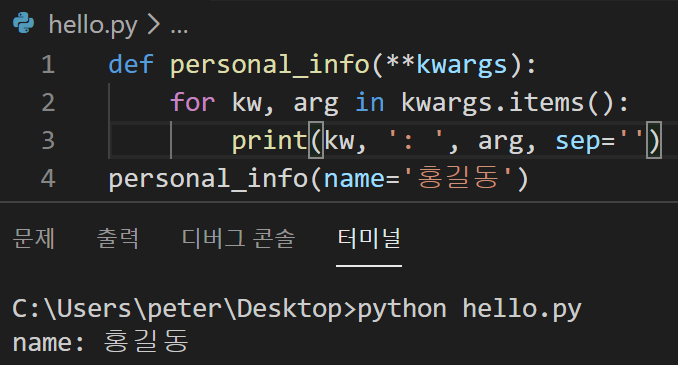 hello.py > ...
1 def personal_info(**kwargs):
2     for kw, arg in kwargs.items():
3         print(kw, ': ', arg, sep='')
4 personal_info(name='홍길동')
문제 출력 디버그 콘솔 터미널
C:\Users\peter\Desktop>python hello.py
name: 홍길동